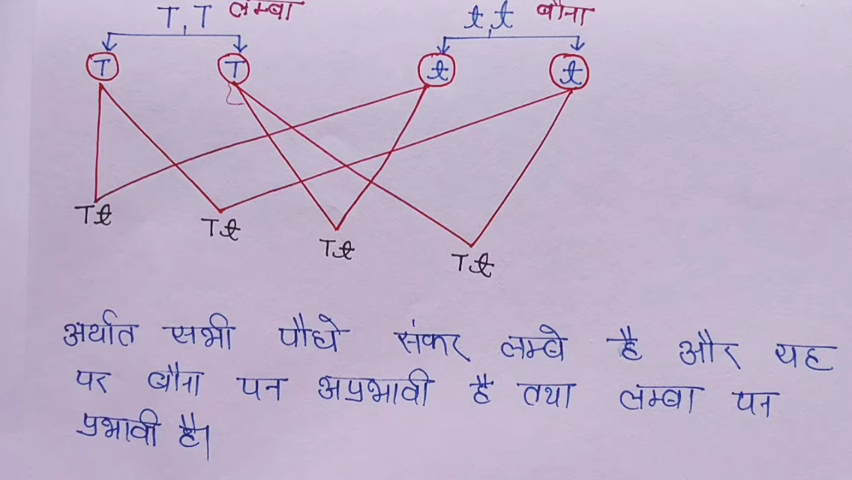 T, T लम्बा t, t बौना
T T t t
Tt Tt Tt Tt
अर्थात सभी पौधे संकर लम्बे है और यह
पर बौना पन अप्रभावी है तथा लम्बा पन
प्रभावी है।